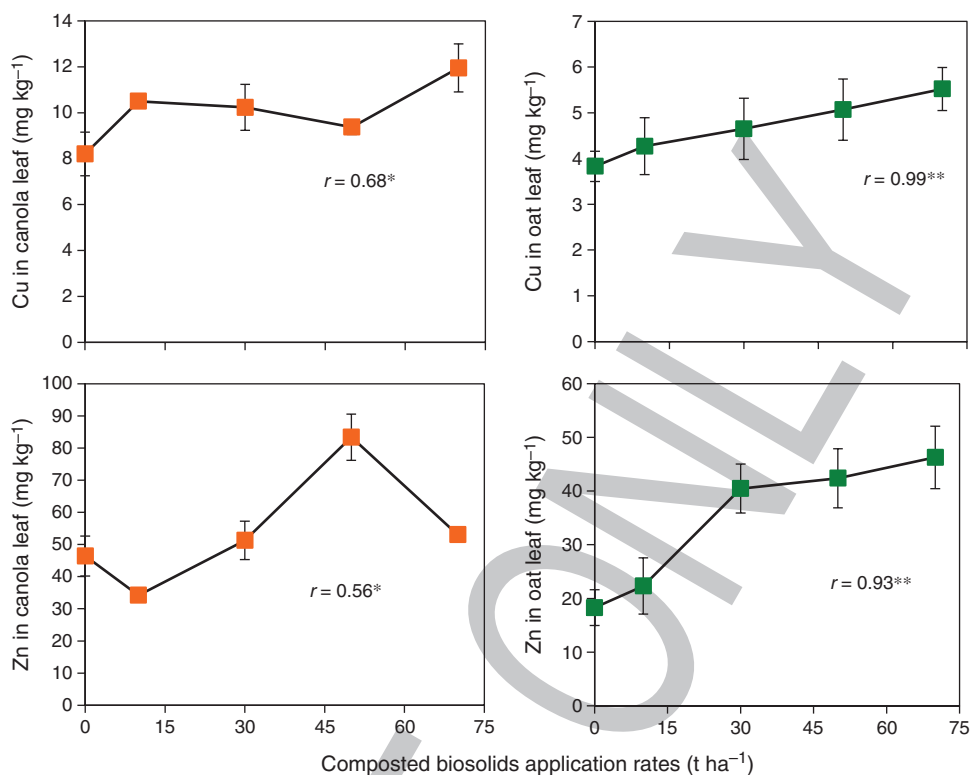 Cu in canola leaf (mg kg⁻¹)
14
12
10
8
6
4
2
0
r = 0.68*
Cu in oat leaf (mg kg⁻¹)
7
6
5
4
3
2
1
0
r = 0.99**
Zn in canola leaf (mg kg⁻¹)
100
90
80
70
60
50
40
30
20
10
0
r = 0.56*
0 15 30 45 60 75
Zn in oat leaf (mg kg⁻¹)
60
50
40
30
20
10
0
r = 0.93**
0 15 30 45 60 75
Composted biosolids application rates (t ha⁻¹)
ONLY